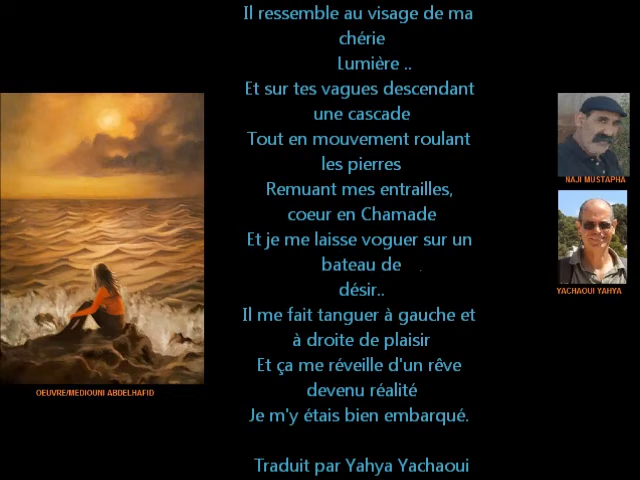 Il ressemble au visage de ma
chérie
Lumière ..
Et sur tes vagues descendant
une cascade
Tout en mouvement roulant
les pierres
Remuant mes entrailles,
coeur en Chamade
Et je me laisse voguer sur un
bateau de
désir..
Il me fait tanguer à gauche et
à droite de plaisir
Et ça me réveille d'un rêve
devenu réalité
Je m'y étais bien embarqué.
Traduit par Yahya Yachaoui
OEUVRE/MEDIOUNI ABDELHAFID
NAJI MUSTAPHA
YACHAOUI YAHYA